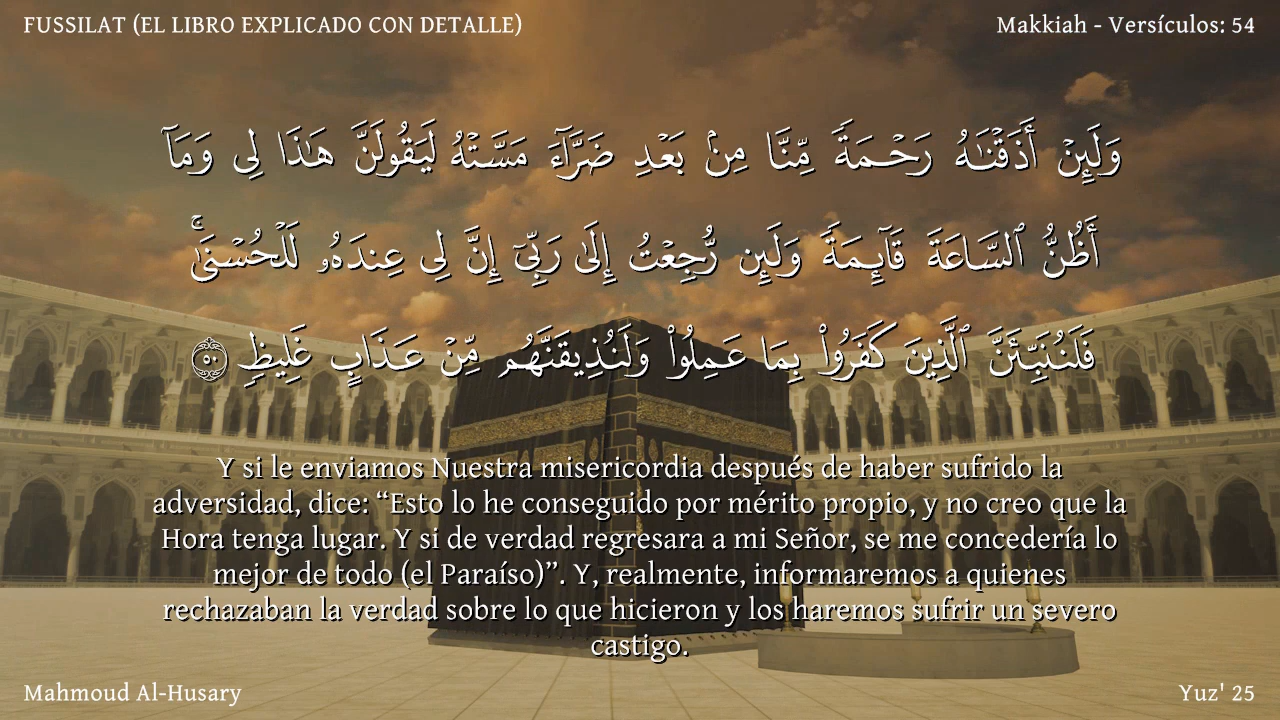 FUSSILAT (EL LIBRO EXPLICADO CON DETALLE)
Makkiah - Versículos: 54
وَلَئِنۡ أَذَقۡنَٰهُ رَحۡمَةٗ مِّنَّا مِنۢ بَعۡدِ ضَرَّآءَ مَسَّتۡهُ لَيَقُولَنَّ هَٰذَا لِي وَمَآ
أَظُنُّ ٱلسَّاعَةَ قَآئِمَةٗ وَلَئِن رُّجِعۡتُ إِلَىٰ رَبِّيٓ إِنَّ لِي عِندَهُۥ لَلۡحُسۡنَىٰۚ
فَلَنُنَبِّئَنَّ ٱلَّذِينَ كَفَرُواْ بِمَا عَمِلُواْ وَلَنُذِيقَنَّهُم مِّنۡ عَذَابٍ غَلِيظٖ ٥٠
Y si le enviamos Nuestra misericordia después de haber sufrido la
adversidad, dice: “Esto lo he conseguido por mérito propio, y no creo que la
Hora tenga lugar. Y si de verdad regresara a mi Señor, se me concedería lo
mejor de todo (el Paraíso)”. Y, realmente, informaremos a quienes
rechazaban la verdad sobre lo que hicieron y los haremos sufrir un severo
castigo.
Mahmoud Al-Husary
Yuz' 25